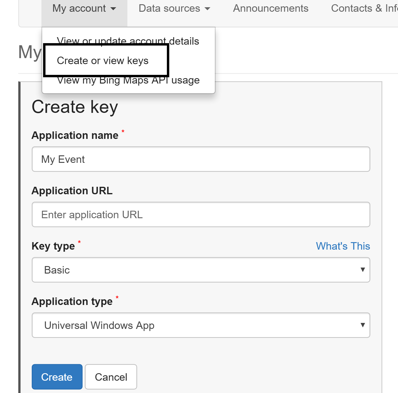 My account Data sources Announcements Contacts & Inf
View or update account details
My
Create or view keys
View my Bing Maps API usage
Create key
Application name *
My Event
Application URL
Enter application URL
Key type * What's This
Basic
Application type *
Universal Windows App
Create Cancel